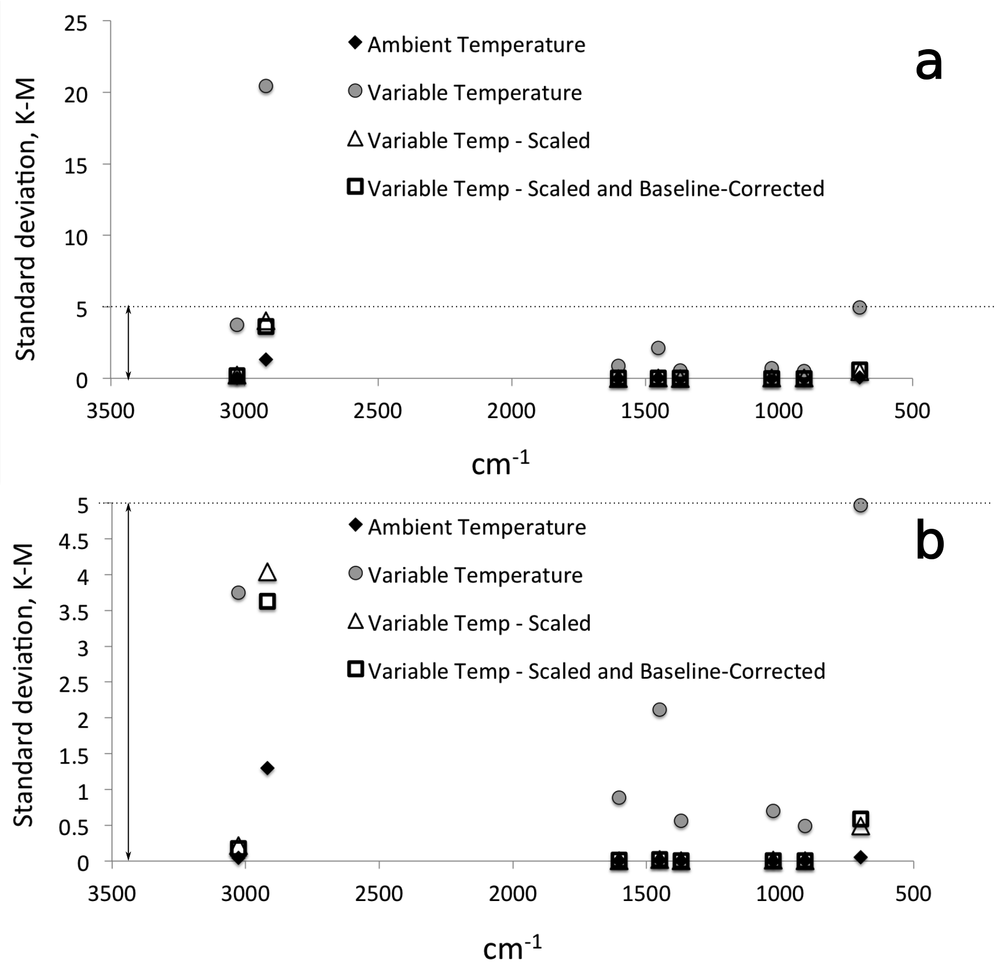 25
20
15
10
5
0
Standard deviation, K-M
Ambient Temperature
Variable Temperature
Variable Temp - Scaled
Variable Temp - Scaled and Baseline-Corrected
a
3500 3000 2500 2000 1500 1000 500
cm-1
5
4.5
4
3.5
3
2.5
2
1.5
1
0.5
0
Standard deviation, K-M
Ambient Temperature
Variable Temperature
Variable Temp - Scaled
Variable Temp - Scaled and Baseline-Corrected
b
3500 3000 2500 2000 1500 1000 500
cm-1